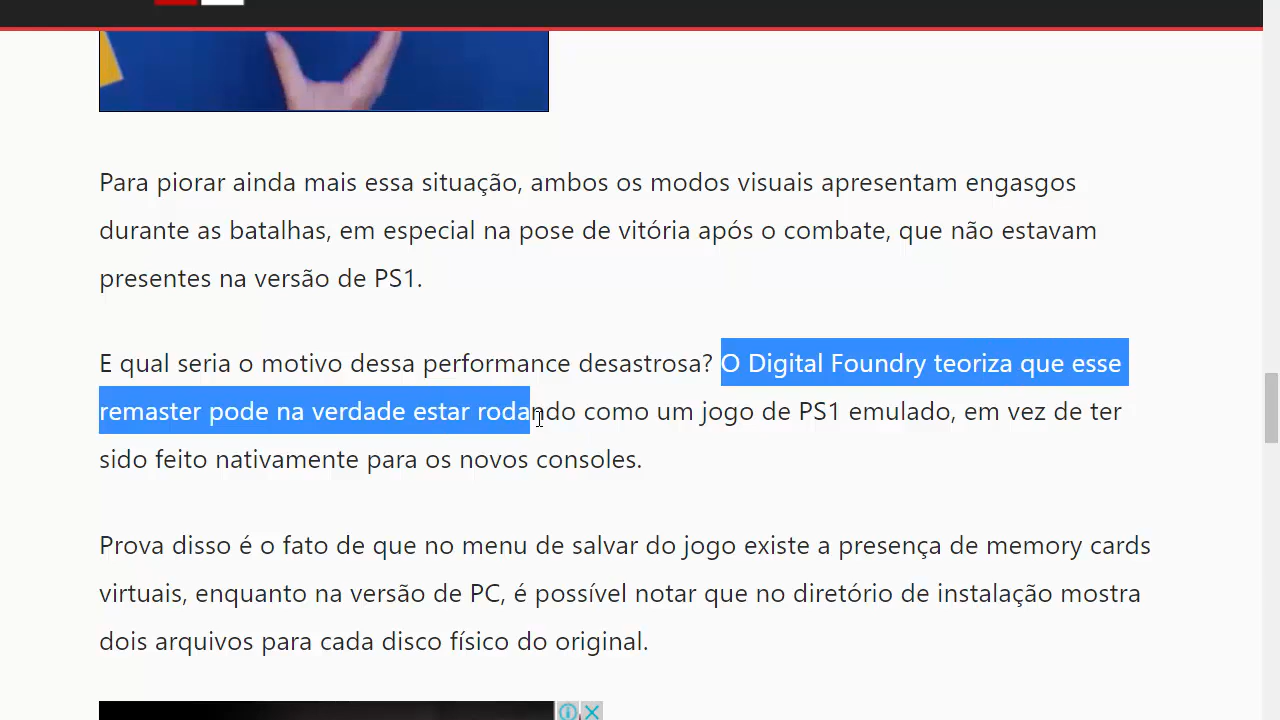 Para piorar ainda mais essa situação, ambos os modos visuais apresentam engasgos
durante as batalhas, em especial na pose de vitória após o combate, que não estavam
presentes na versão de PS1.
E qual seria o motivo dessa performance desastrosa? O Digital Foundry teoriza que esse
remaster pode na verdade estar rodando como um jogo de PS1 emulado, em vez de ter
sido feito nativamente para os novos consoles.
Prova disso é o fato de que no menu de salvar do jogo existe a presença de memory cards
virtuais, enquanto na versão de PC, é possível notar que no diretório de instalação mostra
dois arquivos para cada disco físico do original.